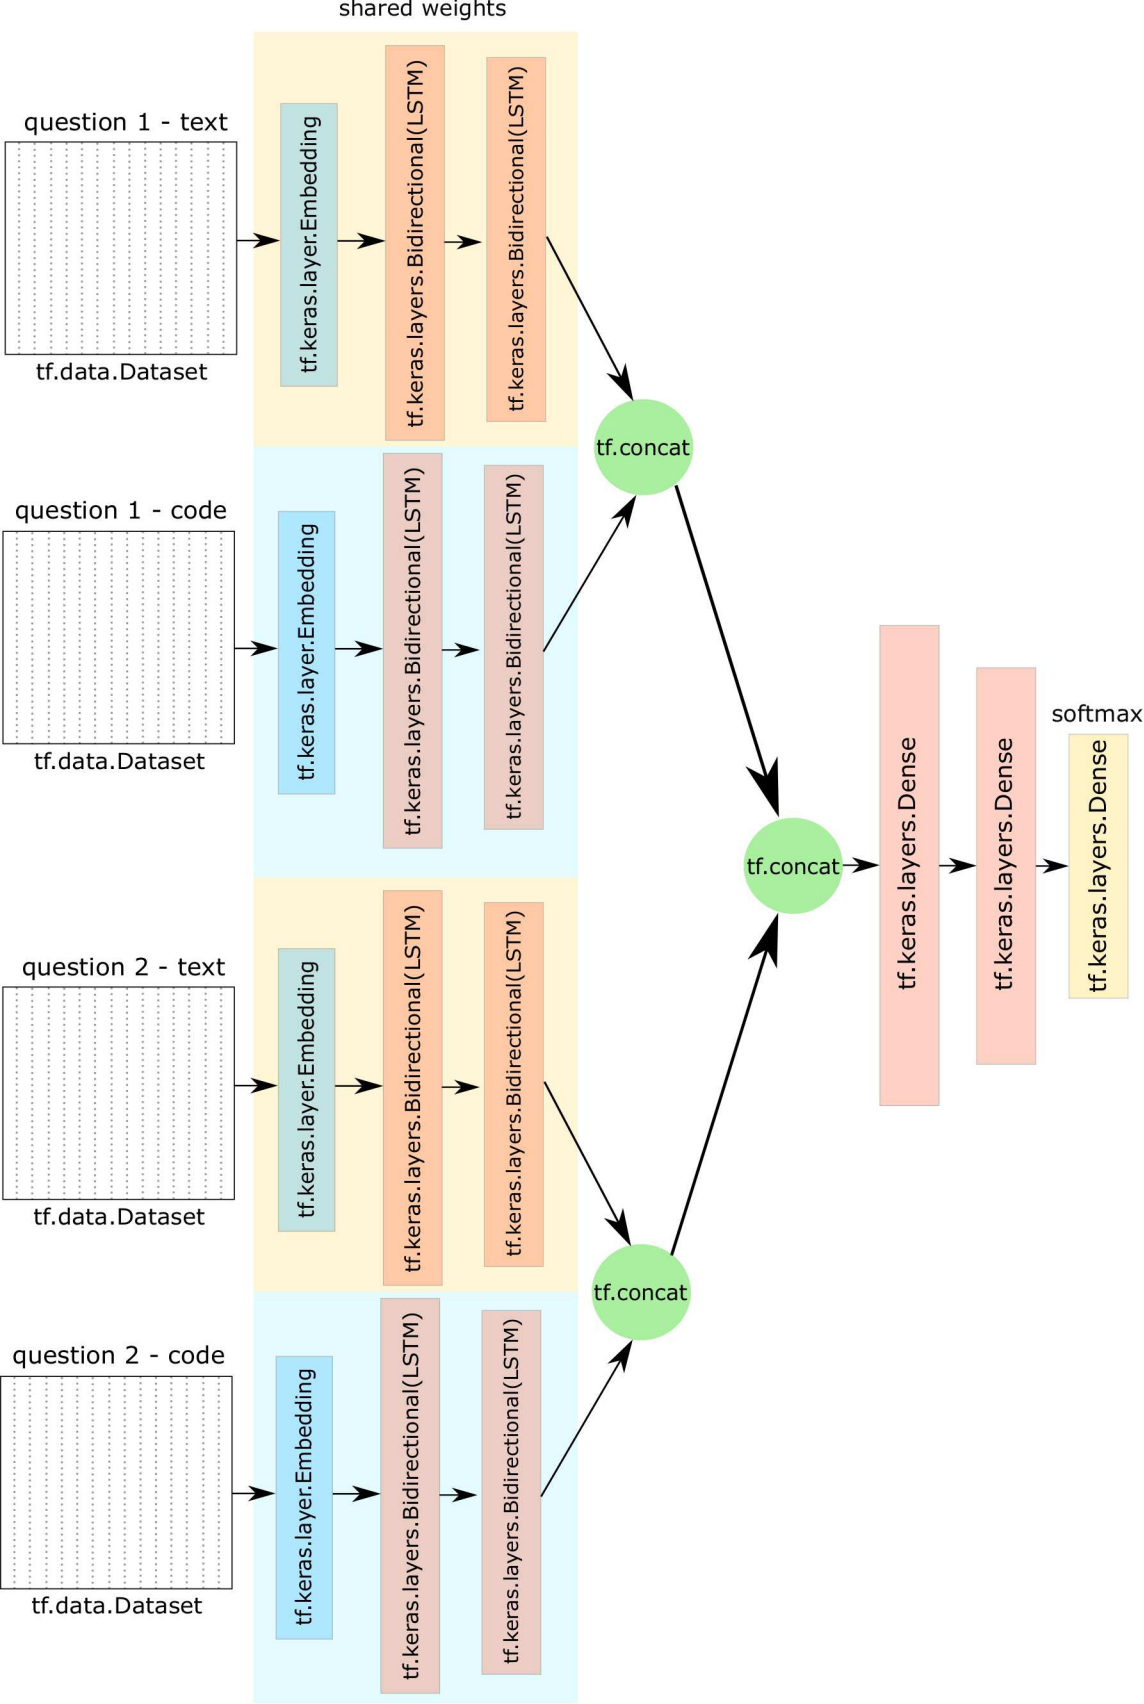 shared weights
question 1 - text
tf.data.Dataset
tf.keras.layer.Embedding
tf.keras.layers.Bidirectional(LSTM)
tf.keras.layers.Bidirectional(LSTM)
tf.concat
question 1 - code
tf.data.Dataset
tf.keras.layer.Embedding
tf.keras.layers.Bidirectional(LSTM)
tf.keras.layers.Bidirectional(LSTM)
question 2 - text
tf.data.Dataset
tf.keras.layer.Embedding
tf.keras.layers.Bidirectional(LSTM)
tf.keras.layers.Bidirectional(LSTM)
tf.concat
question 2 - code
tf.data.Dataset
tf.keras.layer.Embedding
tf.keras.layers.Bidirectional(LSTM)
tf.keras.layers.Bidirectional(LSTM)
tf.concat
tf.keras.layers.Dense
tf.keras.layers.Dense
softmax
tf.keras.layers.Dense